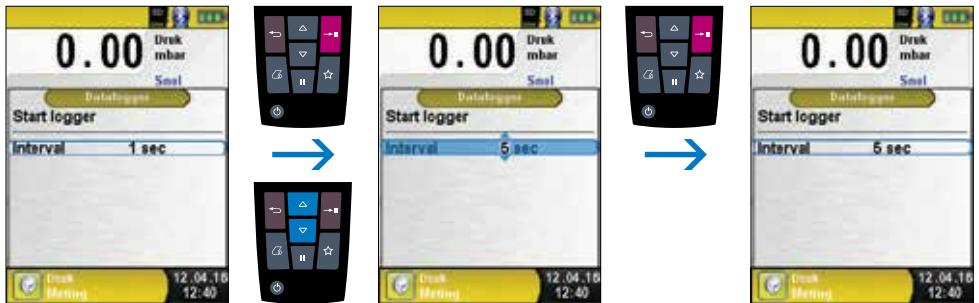 0.00 Druk
mbar
Snel
Datalogger
Start logger
Interval 1 sec
Druk
Meting
12.04.16
12:40
0.00 Druk
mbar
Snel
Datalogger
Start logger
Interval 5 sec
Druk
Meting
12.04.16
12:40
0.00 Druk
mbar
Snel
Datalogger
Start logger
Interval 5 sec
Druk
Meting
12.04.16
12:40